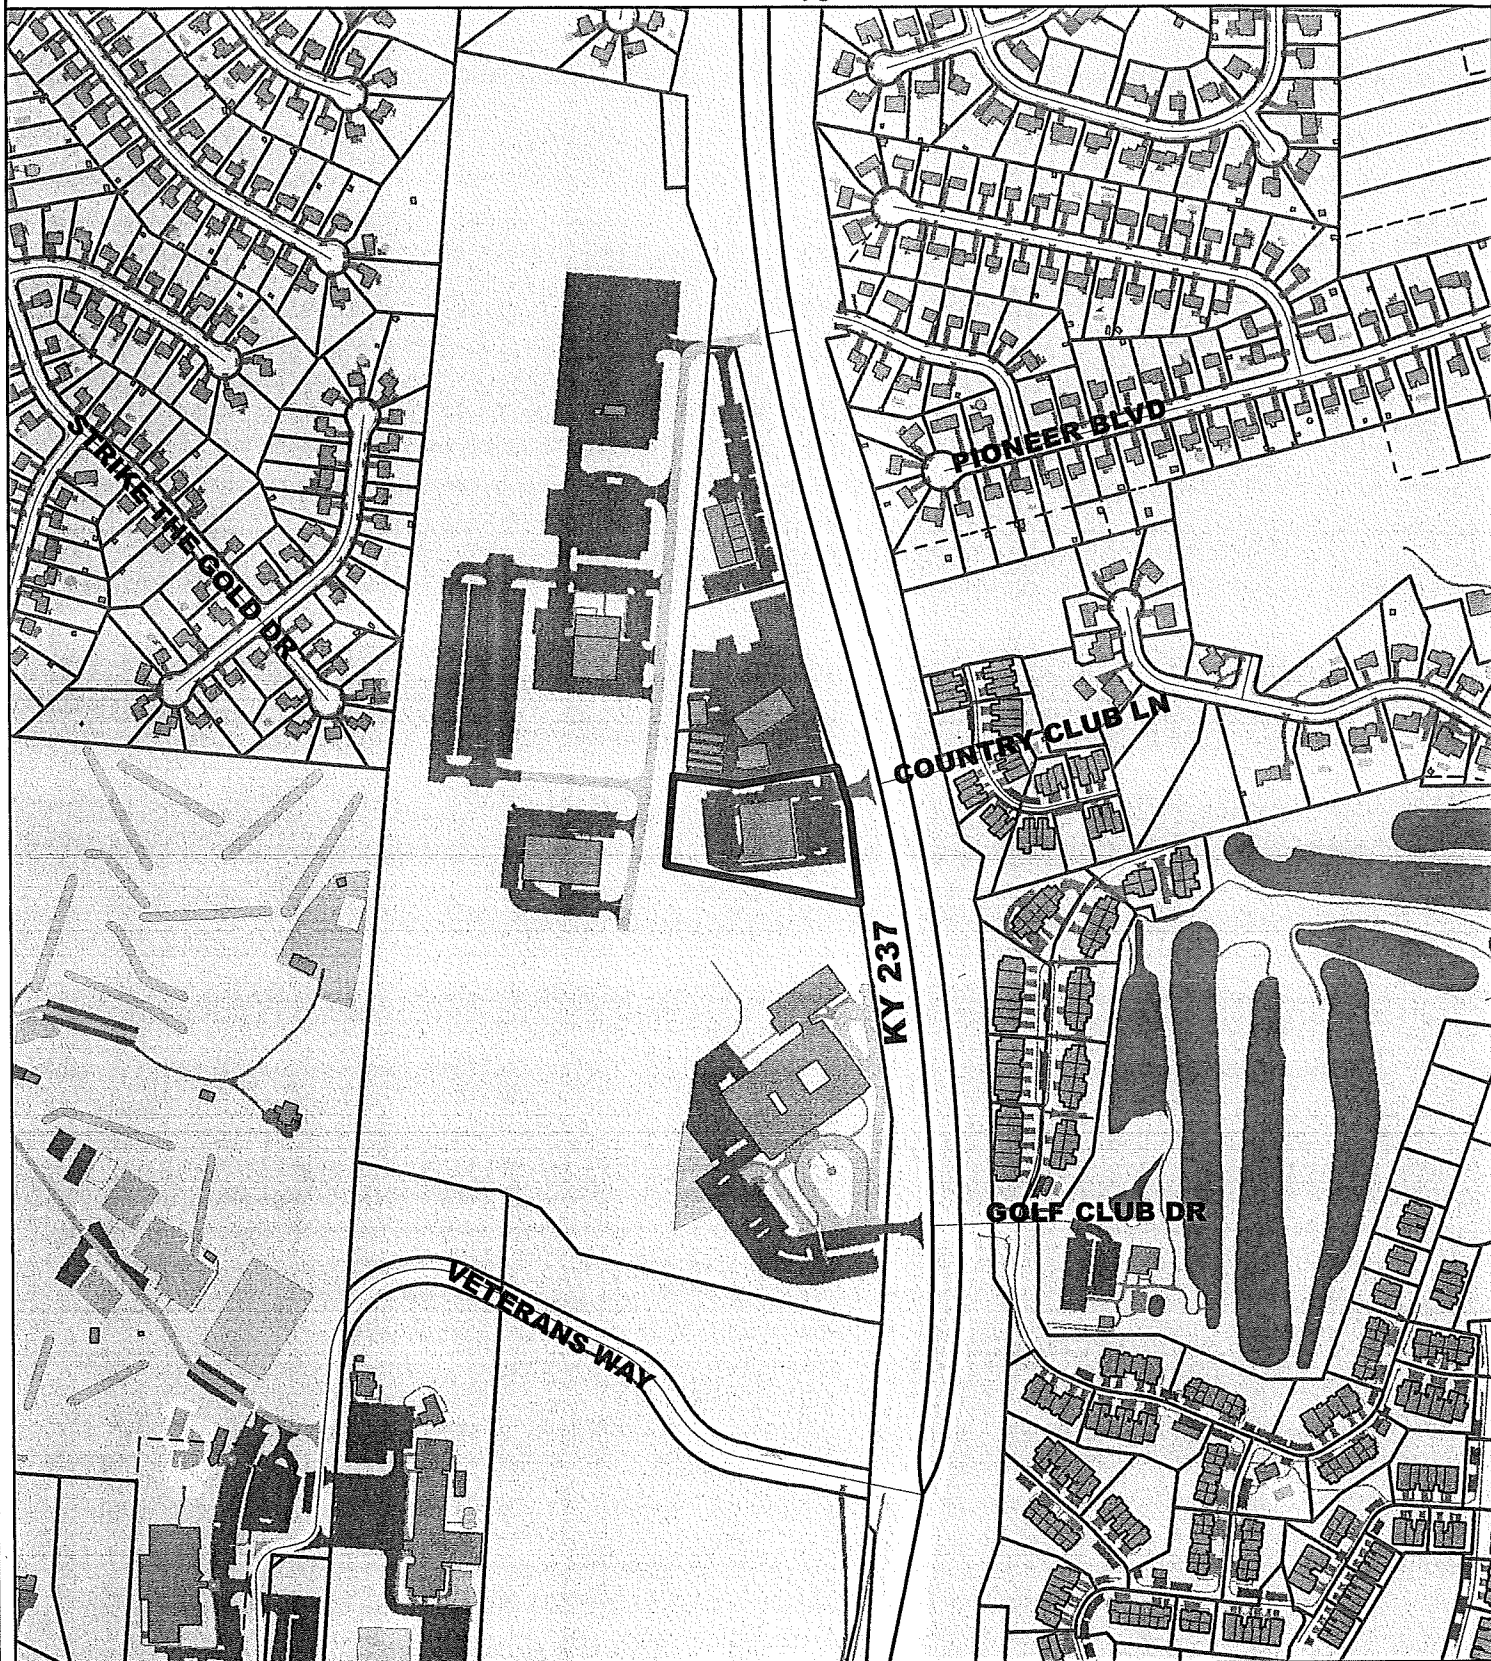 PIONEER BLVD
STRIKE THE GOLD DR
COUNTRY CLUB LN
KY 237
GOLF CLUB DR
VETERANS WAY